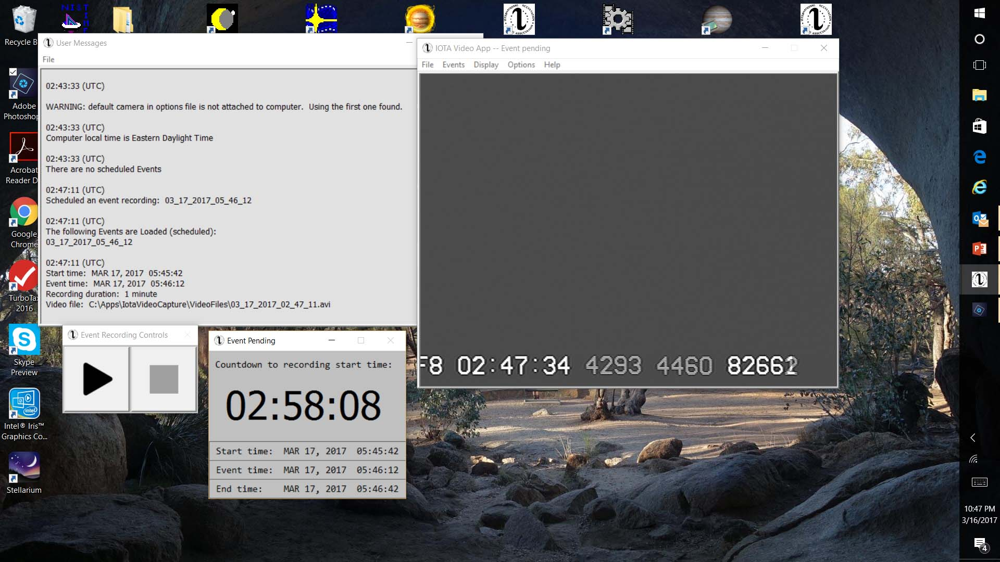 Recycle B
NIST
TIME
User Messages
File
02:43:33 (UTC)
WARNING: default camera in options file is not attached to computer.  Using the first one found.
02:43:33 (UTC)
Computer local time is Eastern Daylight Time
02:43:33 (UTC)
There are no scheduled Events
02:47:11 (UTC)
Scheduled an event recording:  03_17_2017_05_46_12
02:47:11 (UTC)
The following Events are Loaded (scheduled):
03_17_2017_05_46_12
02:47:11 (UTC)
Start time:  MAR 17, 2017  05:45:42
Event time:  MAR 17, 2017  05:46:12
Recording duration:  1 minute
Video file:  C:\Apps\IotaVideoCapture\VideoFiles\03_17_2017_02_47_11.avi
IOTA Video App -- Event pending
File Events Display Options Help
F8 02:47:34 4293 4460
Event Recording Controls
Event Pending
Countdown to recording start time:
02:58:08
Start time:  MAR 17, 2017  05:45:42
Event time:  MAR 17, 2017  05:46:12
End time:    MAR 17, 2017  05:46:42
Adobe
Photoshop
Acrobat
Reader D
Google
Chrome
TurboTax
2016
Skype
Preview
intel
Intel® Iris™
Graphics Co...
Stellarium
10:47 PM
3/16/2017
4